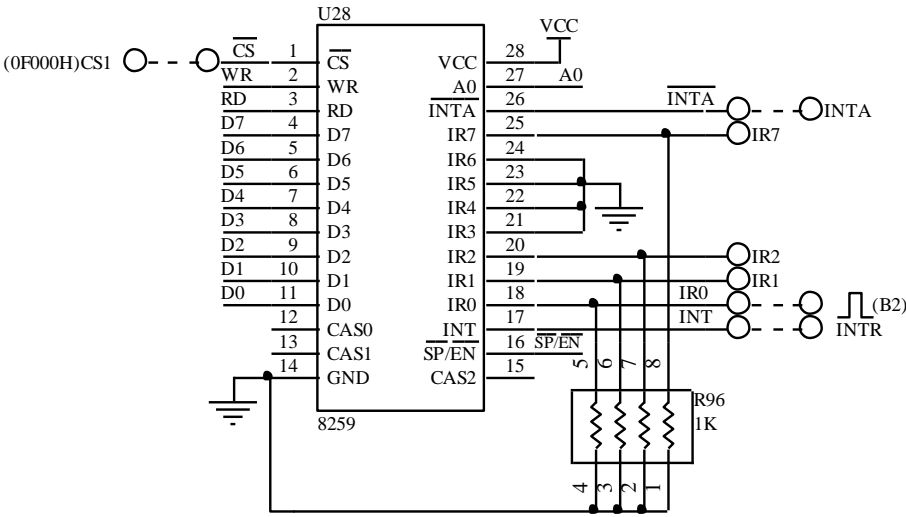 U28
VCC
(0F000H)CS1 CS 1 CS VCC 28
WR 2 WR A0 27 A0
RD 3 RD INTA 26 INTA INTA
D7 4 D7 IR7 25 IR7
D6 5 D6 IR6 24
D5 6 D5 IR5 23
D4 7 D4 IR4 22
D3 8 D3 IR3 21
D2 9 D2 IR2 20 IR2
D1 10 D1 IR1 19 IR1
D0 11 D0 IR0 18 IR0 (B2)
12 CAS0 INT 17 INT INTR
13 CAS1 SP/EN 16 SP/EN
14 GND CAS2 15
5 6 7 8
8259
R96
1K
4 3 2 1